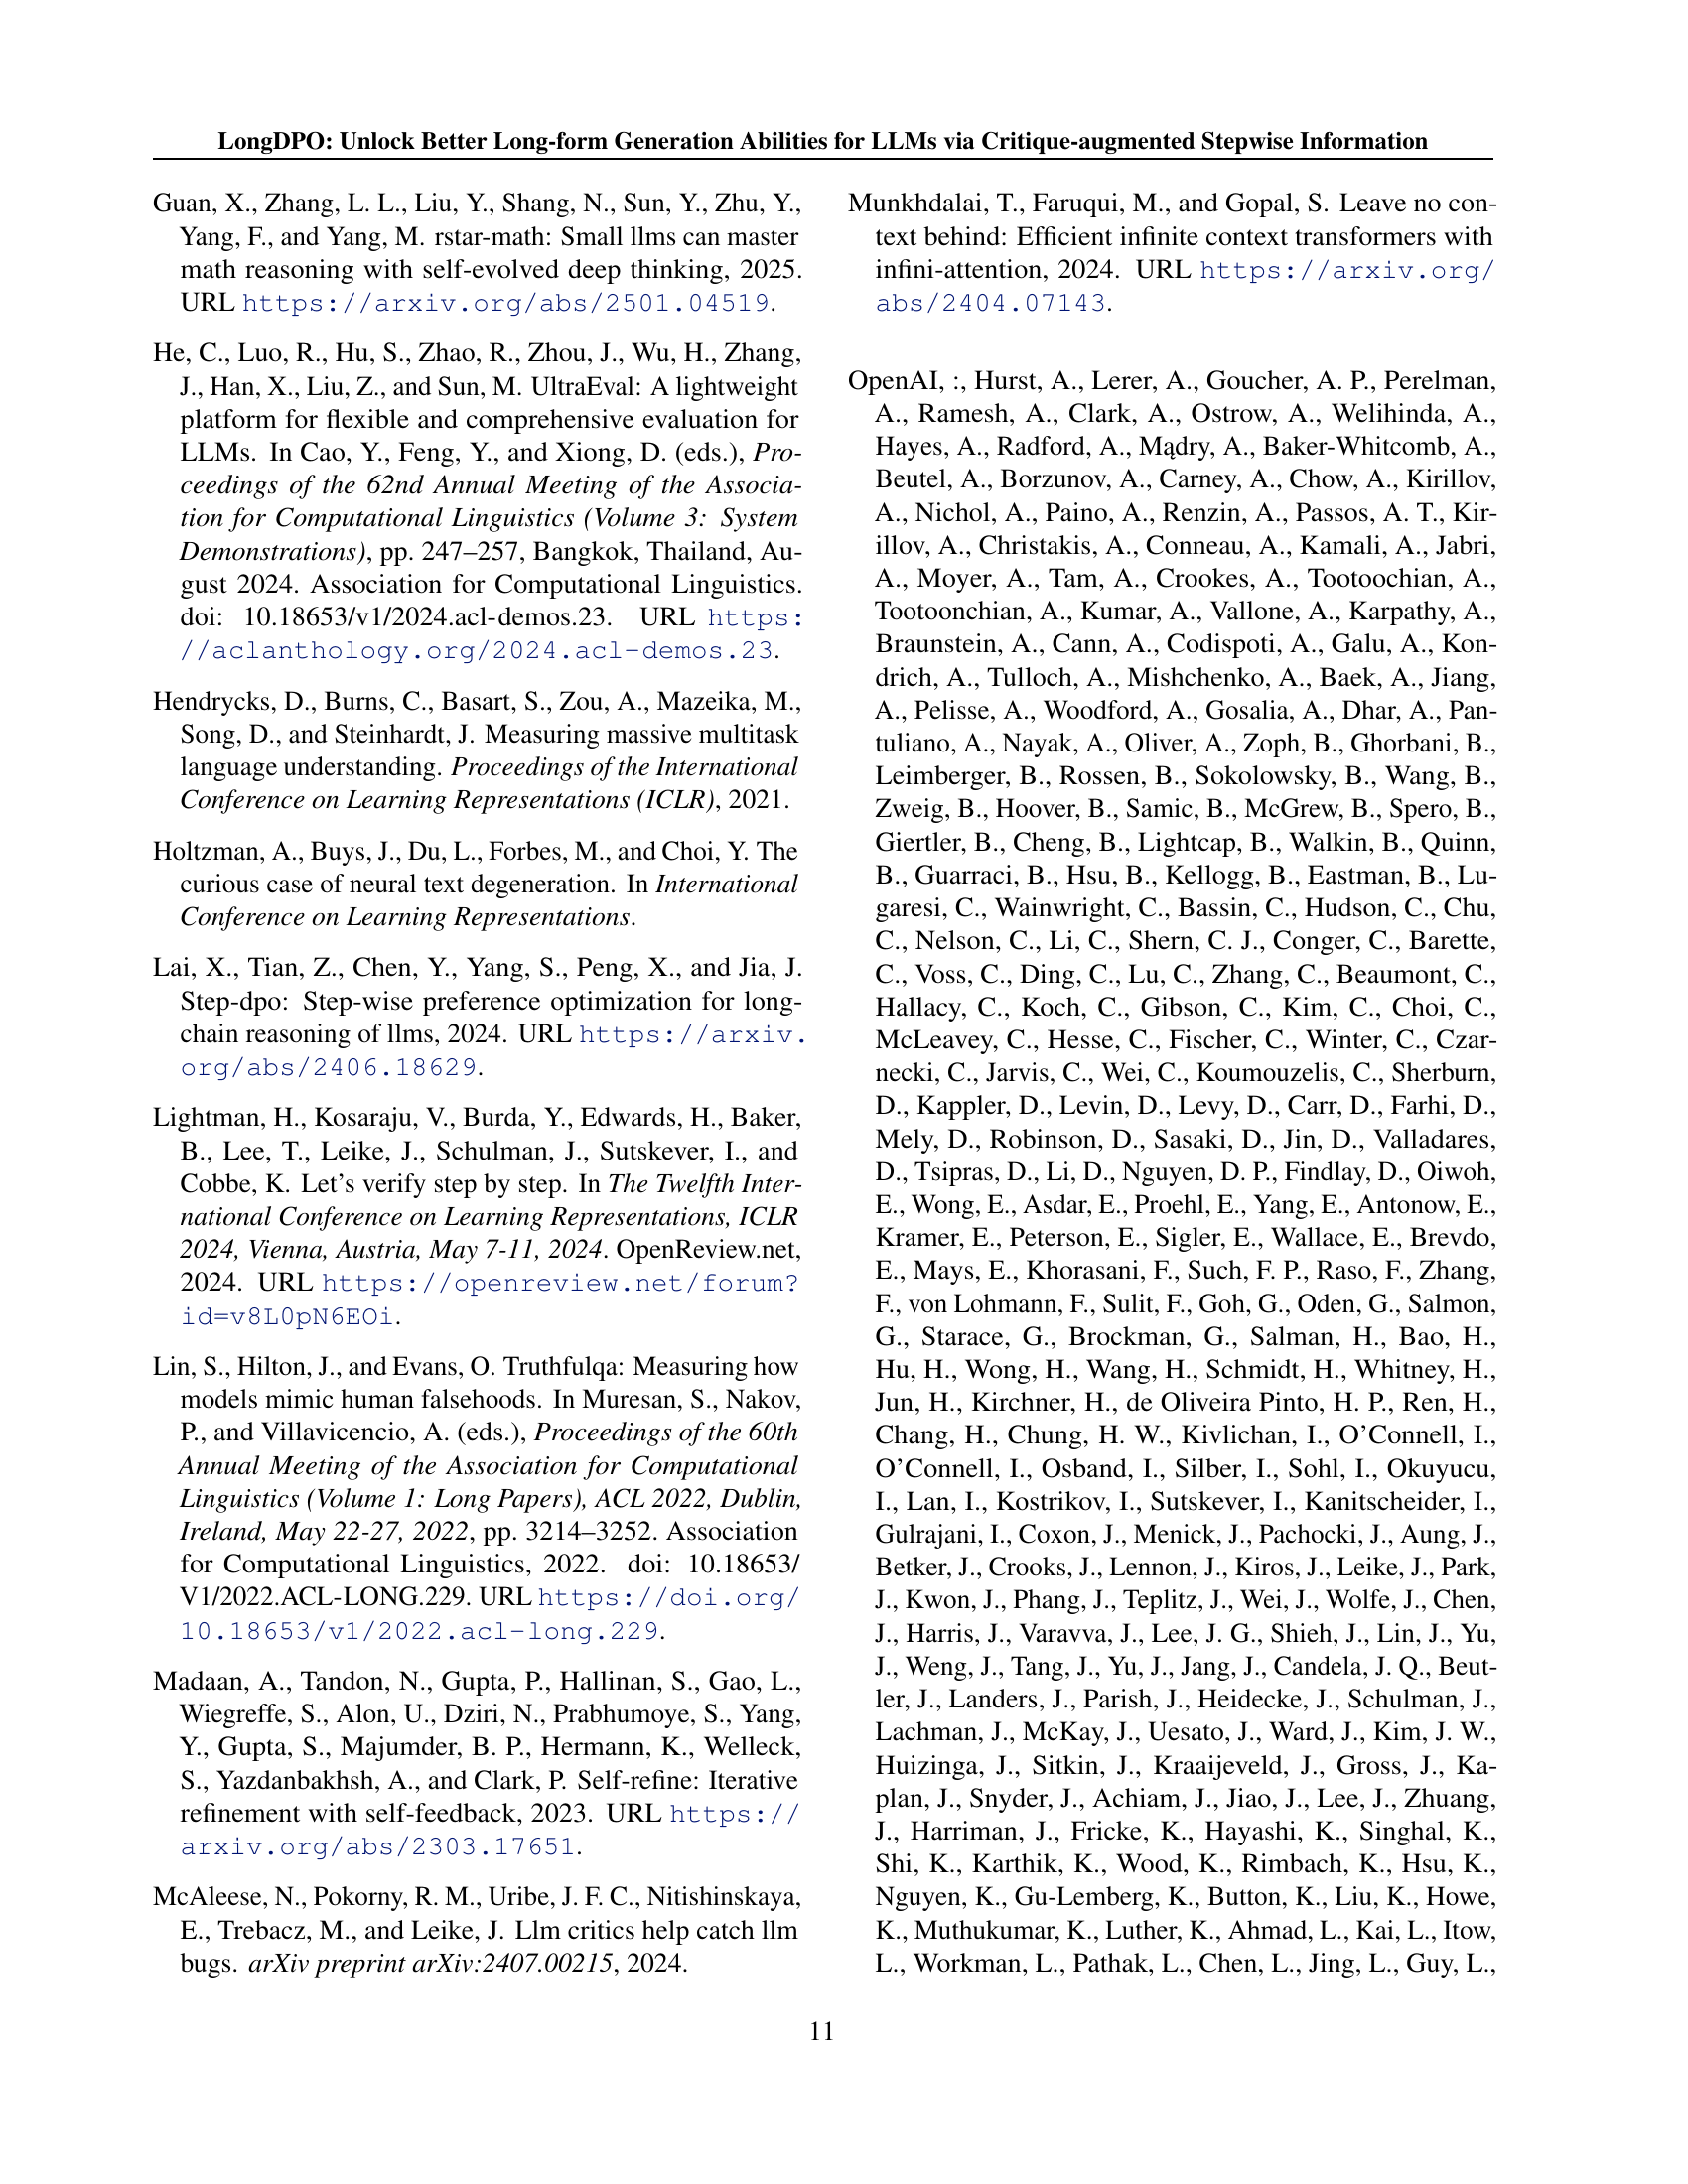 LongDPO: Unlock Better Long-form Generation Abilities for LLMs via Critique-augmented Stepwise Information
Guan, X., Zhang, L. L., Liu, Y., Shang, N., Sun, Y., Zhu, Y.,
Yang, F., and Yang, M. rstar-math: Small llms can master
math reasoning with self-evolved deep thinking, 2025.
URL https://arxiv.org/abs/2501.04519.
He, C., Luo, R., Hu, S., Zhao, R., Zhou, J., Wu, H., Zhang,
J., Han, X., Liu, Z., and Sun, M. UltraEval: A lightweight
platform for flexible and comprehensive evaluation for
LLMs. In Cao, Y., Feng, Y., and Xiong, D. (eds.), Pro-
ceedings of the 62nd Annual Meeting of the Associa-
tion for Computational Linguistics (Volume 3: System
Demonstrations), pp. 247–257, Bangkok, Thailand, Au-
gust 2024. Association for Computational Linguistics.
doi: 10.18653/v1/2024.acl-demos.23. URL https:
//aclanthology.org/2024.acl-demos.23.
Hendrycks, D., Burns, C., Basart, S., Zou, A., Mazeika, M.,
Song, D., and Steinhardt, J. Measuring massive multitask
language understanding. Proceedings of the International
Conference on Learning Representations (ICLR), 2021.
Holtzman, A., Buys, J., Du, L., Forbes, M., and Choi, Y. The
curious case of neural text degeneration. In International
Conference on Learning Representations.
Lai, X., Tian, Z., Chen, Y., Yang, S., Peng, X., and Jia, J.
Step-dpo: Step-wise preference optimization for long-
chain reasoning of llms, 2024. URL https://arxiv.
org/abs/2406.18629.
Lightman, H., Kosaraju, V., Burda, Y., Edwards, H., Baker,
B., Lee, T., Leike, J., Schulman, J., Sutskever, I., and
Cobbe, K. Let's verify step by step. In The Twelfth Inter-
national Conference on Learning Representations, ICLR
2024, Vienna, Austria, May 7-11, 2024. OpenReview.net,
2024. URL https://openreview.net/forum?
id=v8L0pN6EOi.
Lin, S., Hilton, J., and Evans, O. Truthfulqa: Measuring how
models mimic human falsehoods. In Muresan, S., Nakov,
P., and Villavicencio, A. (eds.), Proceedings of the 60th
Annual Meeting of the Association for Computational
Linguistics (Volume 1: Long Papers), ACL 2022, Dublin,
Ireland, May 22-27, 2022, pp. 3214–3252. Association
for Computational Linguistics, 2022. doi: 10.18653/
V1/2022.ACL-LONG.229. URL https://doi.org/
10.18653/v1/2022.acl-long.229.
Madaan, A., Tandon, N., Gupta, P., Hallinan, S., Gao, L.,
Wiegreffe, S., Alon, U., Dziri, N., Prabhumoye, S., Yang,
Y., Gupta, S., Majumder, B. P., Hermann, K., Welleck,
S., Yazdanbakhsh, A., and Clark, P. Self-refine: Iterative
refinement with self-feedback, 2023. URL https://
arxiv.org/abs/2303.17651.
McAleese, N., Pokorny, R. M., Uribe, J. F. C., Nitishinskaya,
E., Trebacz, M., and Leike, J. Llm critics help catch llm
bugs. arXiv preprint arXiv:2407.00215, 2024.
Munkhdalai, T., Faruqui, M., and Gopal, S. Leave no con-
text behind: Efficient infinite context transformers with
infini-attention, 2024. URL https://arxiv.org/
abs/2404.07143.
OpenAI, :, Hurst, A., Lerer, A., Goucher, A. P., Perelman,
A., Ramesh, A., Clark, A., Ostrow, A., Welihinda, A.,
Hayes, A., Radford, A., Mądry, A., Baker-Whitcomb, A.,
Beutel, A., Borzunov, A., Carney, A., Chow, A., Kirillov,
A., Nichol, A., Paino, A., Renzin, A., Passos, A. T., Kir-
illov, A., Christakis, A., Conneau, A., Kamali, A., Jabri,
A., Moyer, A., Tam, A., Crookes, A., Tootoochian, A.,
Tootoonchian, A., Kumar, A., Vallone, A., Karpathy, A.,
Braunstein, A., Cann, A., Codispoti, A., Galu, A., Kon-
drich, A., Tulloch, A., Mishchenko, A., Baek, A., Jiang,
A., Pelisse, A., Woodford, A., Gosalia, A., Dhar, A., Pan-
tuliano, A., Nayak, A., Oliver, A., Zoph, B., Ghorbani, B.,
Leimberger, B., Rossen, B., Sokolowsky, B., Wang, B.,
Zweig, B., Hoover, B., Samic, B., McGrew, B., Spero, B.,
Giertler, B., Cheng, B., Lightcap, B., Walkin, B., Quinn,
B., Guarraci, B., Hsu, B., Kellogg, B., Eastman, B., Lu-
garesi, C., Wainwright, C., Bassin, C., Hudson, C., Chu,
C., Nelson, C., Li, C., Shern, C. J., Conger, C., Barette,
C., Voss, C., Ding, C., Lu, C., Zhang, C., Beaumont, C.,
Hallacy, C., Koch, C., Gibson, C., Kim, C., Choi, C.,
McLeavey, C., Hesse, C., Fischer, C., Winter, C., Czar-
necki, C., Jarvis, C., Wei, C., Koumouzelis, C., Sherburn,
D., Kappler, D., Levin, D., Levy, D., Carr, D., Farhi, D.,
Mely, D., Robinson, D., Sasaki, D., Jin, D., Valladares,
D., Tsipras, D., Li, D., Nguyen, D. P., Findlay, D., Oiwoh,
E., Wong, E., Asdar, E., Proehl, E., Yang, E., Antonow, E.,
Kramer, E., Peterson, E., Sigler, E., Wallace, E., Brevdo,
E., Mays, E., Khorasani, F., Such, F. P., Raso, F., Zhang,
F., von Lohmann, F., Sulit, F., Goh, G., Oden, G., Salmon,
G., Starace, G., Brockman, G., Salman, H., Bao, H.,
Hu, H., Wong, H., Wang, H., Schmidt, H., Whitney, H.,
Jun, H., Kirchner, H., de Oliveira Pinto, H. P., Ren, H.,
Chang, H., Chung, H. W., Kivlichan, I., O'Connell, I.,
O'Connell, I., Osband, I., Silber, I., Sohl, I., Okuyucu,
I., Lan, I., Kostrikov, I., Sutskever, I., Kanitscheider, I.,
Gulrajani, I., Coxon, J., Menick, J., Pachocki, J., Aung, J.,
Betker, J., Crooks, J., Lennon, J., Kiros, J., Leike, J., Park,
J., Kwon, J., Phang, J., Teplitz, J., Wei, J., Wolfe, J., Chen,
J., Harris, J., Varavva, J., Lee, J. G., Shieh, J., Lin, J., Yu,
J., Weng, J., Tang, J., Yu, J., Jang, J., Candela, J. Q., Beut-
ler, J., Landers, J., Parish, J., Heidecke, J., Schulman, J.,
Lachman, J., McKay, J., Uesato, J., Ward, J., Kim, J. W.,
Huizinga, J., Sitkin, J., Kraaijeveld, J., Gross, J., Ka-
plan, J., Snyder, J., Achiam, J., Jiao, J., Lee, J., Zhuang,
J., Harriman, J., Fricke, K., Hayashi, K., Singhal, K.,
Shi, K., Karthik, K., Wood, K., Rimbach, K., Hsu, K.,
Nguyen, K., Gu-Lemberg, K., Button, K., Liu, K., Howe,
K., Muthukumar, K., Luther, K., Ahmad, L., Kai, L., Itow,
L., Workman, L., Pathak, L., Chen, L., Jing, L., Guy, L.,
11